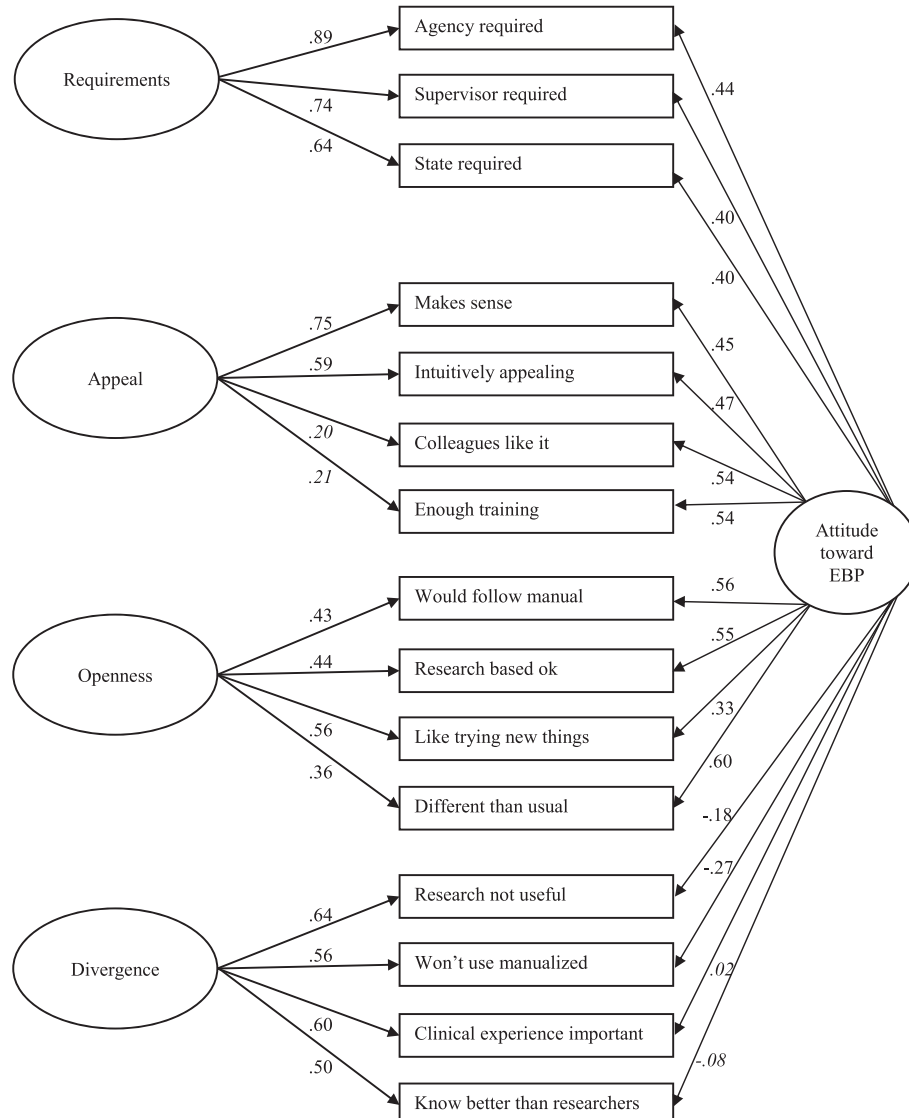 Requirements
.89
.74
.64
Agency required
Supervisor required
State required
.44
.40
.40
Appeal
.75
.59
.20
.21
Makes sense
Intuitively appealing
Colleagues like it
Enough training
.45
.47
.54
.54
Attitude
toward
EBP
Openness
.43
.44
.56
.36
Would follow manual
Research based ok
Like trying new things
Different than usual
.56
.55
.33
.60
Divergence
.64
.56
.60
.50
Research not useful
Won't use manualized
Clinical experience important
Know better than researchers
-.18
-.27
.02
-.08